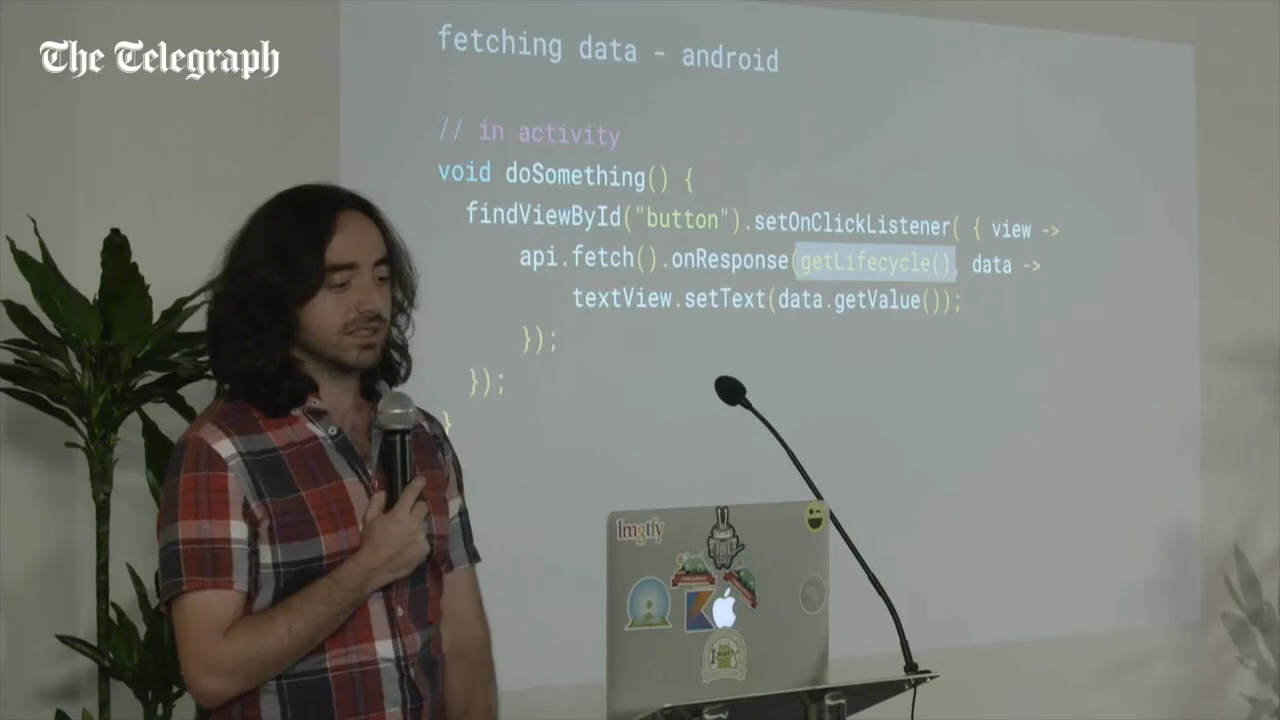 The Telegraph
fetching data - android
// in activity
void doSomething() {
findViewById("button").setOnClickListener( { view ->
api.fetch().onResponse(getLifecycle(), data ->
textView.setText(data.getValue());
});
});
}
lmgtfy